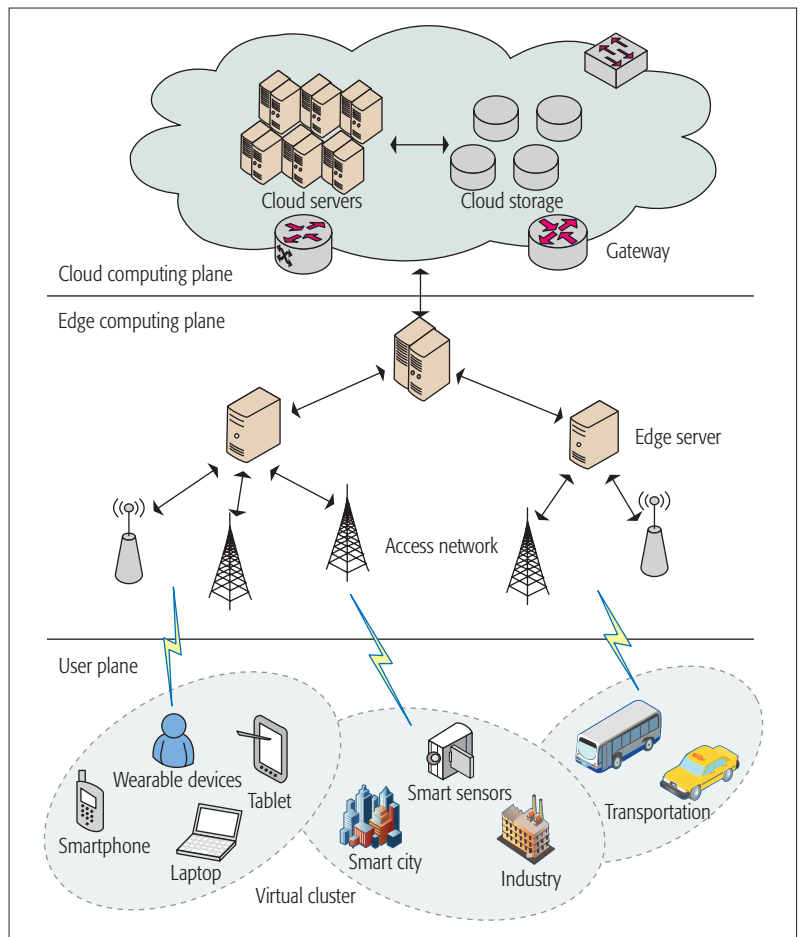 Cloud servers
Cloud storage
Gateway
Cloud computing plane
Edge computing plane
Edge server
Access network
User plane
Wearable devices
Tablet
Smartphone
Laptop
Smart sensors
Smart city
Industry
Transportation
Virtual cluster